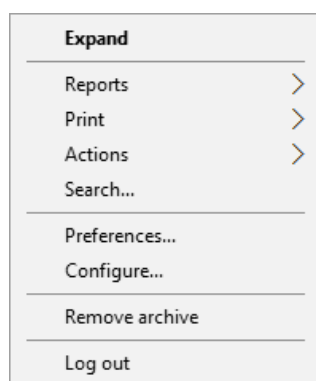 Expand
Reports
Print
Actions
Search...
Preferences...
Configure...
Remove archive
Log out